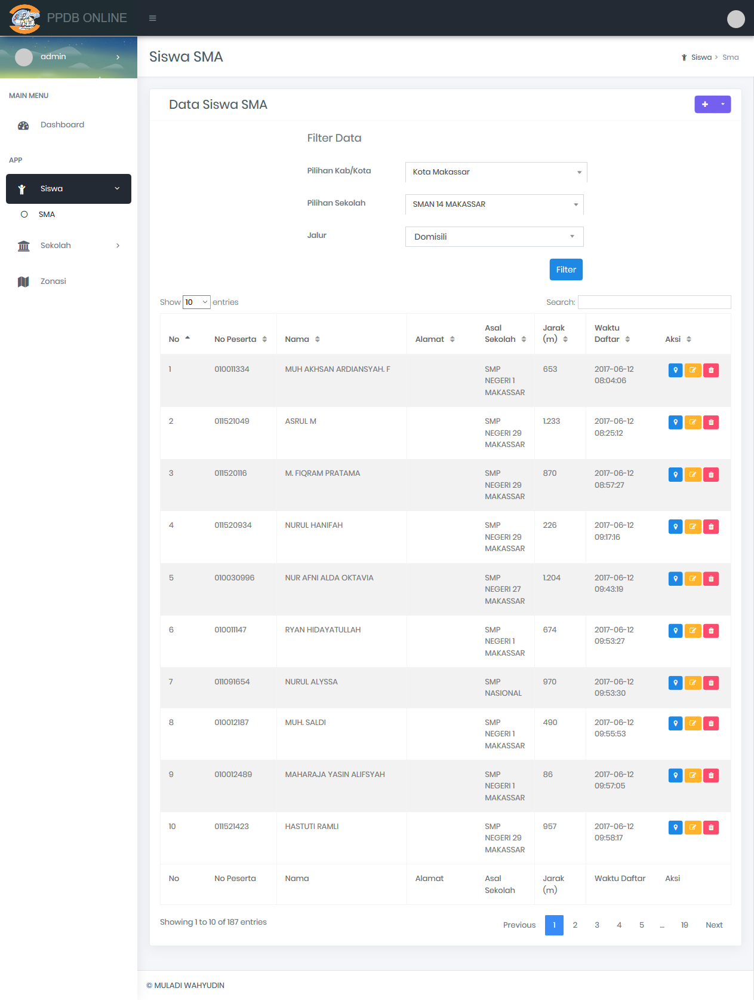 PPDB ONLINE
admin
Siswa SMA
Siswa > Sma
MAIN MENU
Dashboard
APP
Siswa
SMA
Sekolah
Zonasi
Data Siswa SMA
Filter Data
Pilihan Kab/Kota
Kota Makassar
Pilihan Sekolah
SMAN 14 MAKASSAR
Jalur
Domisili
Filter
Show 10 entries
Search:
No No Peserta Nama Alamat Asal Sekolah Jarak (m) Waktu Daftar Aksi
1 010011334 MUH AKHSAN ARDIANSYAH. F SMP NEGERI 1 MAKASSAR 653 2017-06-12 08:04:06
2 011521049 ASRUL M SMP NEGERI 29 MAKASSAR 1.233 2017-06-12 08:25:12
3 011520116 M. FIQRAM PRATAMA SMP NEGERI 29 MAKASSAR 870 2017-06-12 08:57:27
4 011520934 NURUL HANIFAH SMP NEGERI 29 MAKASSAR 226 2017-06-12 09:17:16
5 010030996 NUR AFNI ALDA OKTAVIA SMP NEGERI 27 MAKASSAR 1.204 2017-06-12 09:43:19
6 010011147 RYAN HIDAYATULLAH SMP NEGERI 1 MAKASSAR 674 2017-06-12 09:53:27
7 011091654 NURUL ALYSSA SMP NASIONAL 970 2017-06-12 09:53:30
8 010012187 MUH. SALDI SMP NEGERI 1 MAKASSAR 490 2017-06-12 09:55:53
9 010012489 MAHARAJA YASIN ALIFSYAH SMP NEGERI 1 MAKASSAR 86 2017-06-12 09:57:05
10 011521423 HASTUTI RAMLI SMP NEGERI 29 MAKASSAR 957 2017-06-12 09:58:17
No No Peserta Nama Alamat Asal Sekolah Jarak (m) Waktu Daftar Aksi
Showing 1 to 10 of 187 entries
Previous 1 2 3 4 5 … 19 Next
© MULADI WAHYUDIN